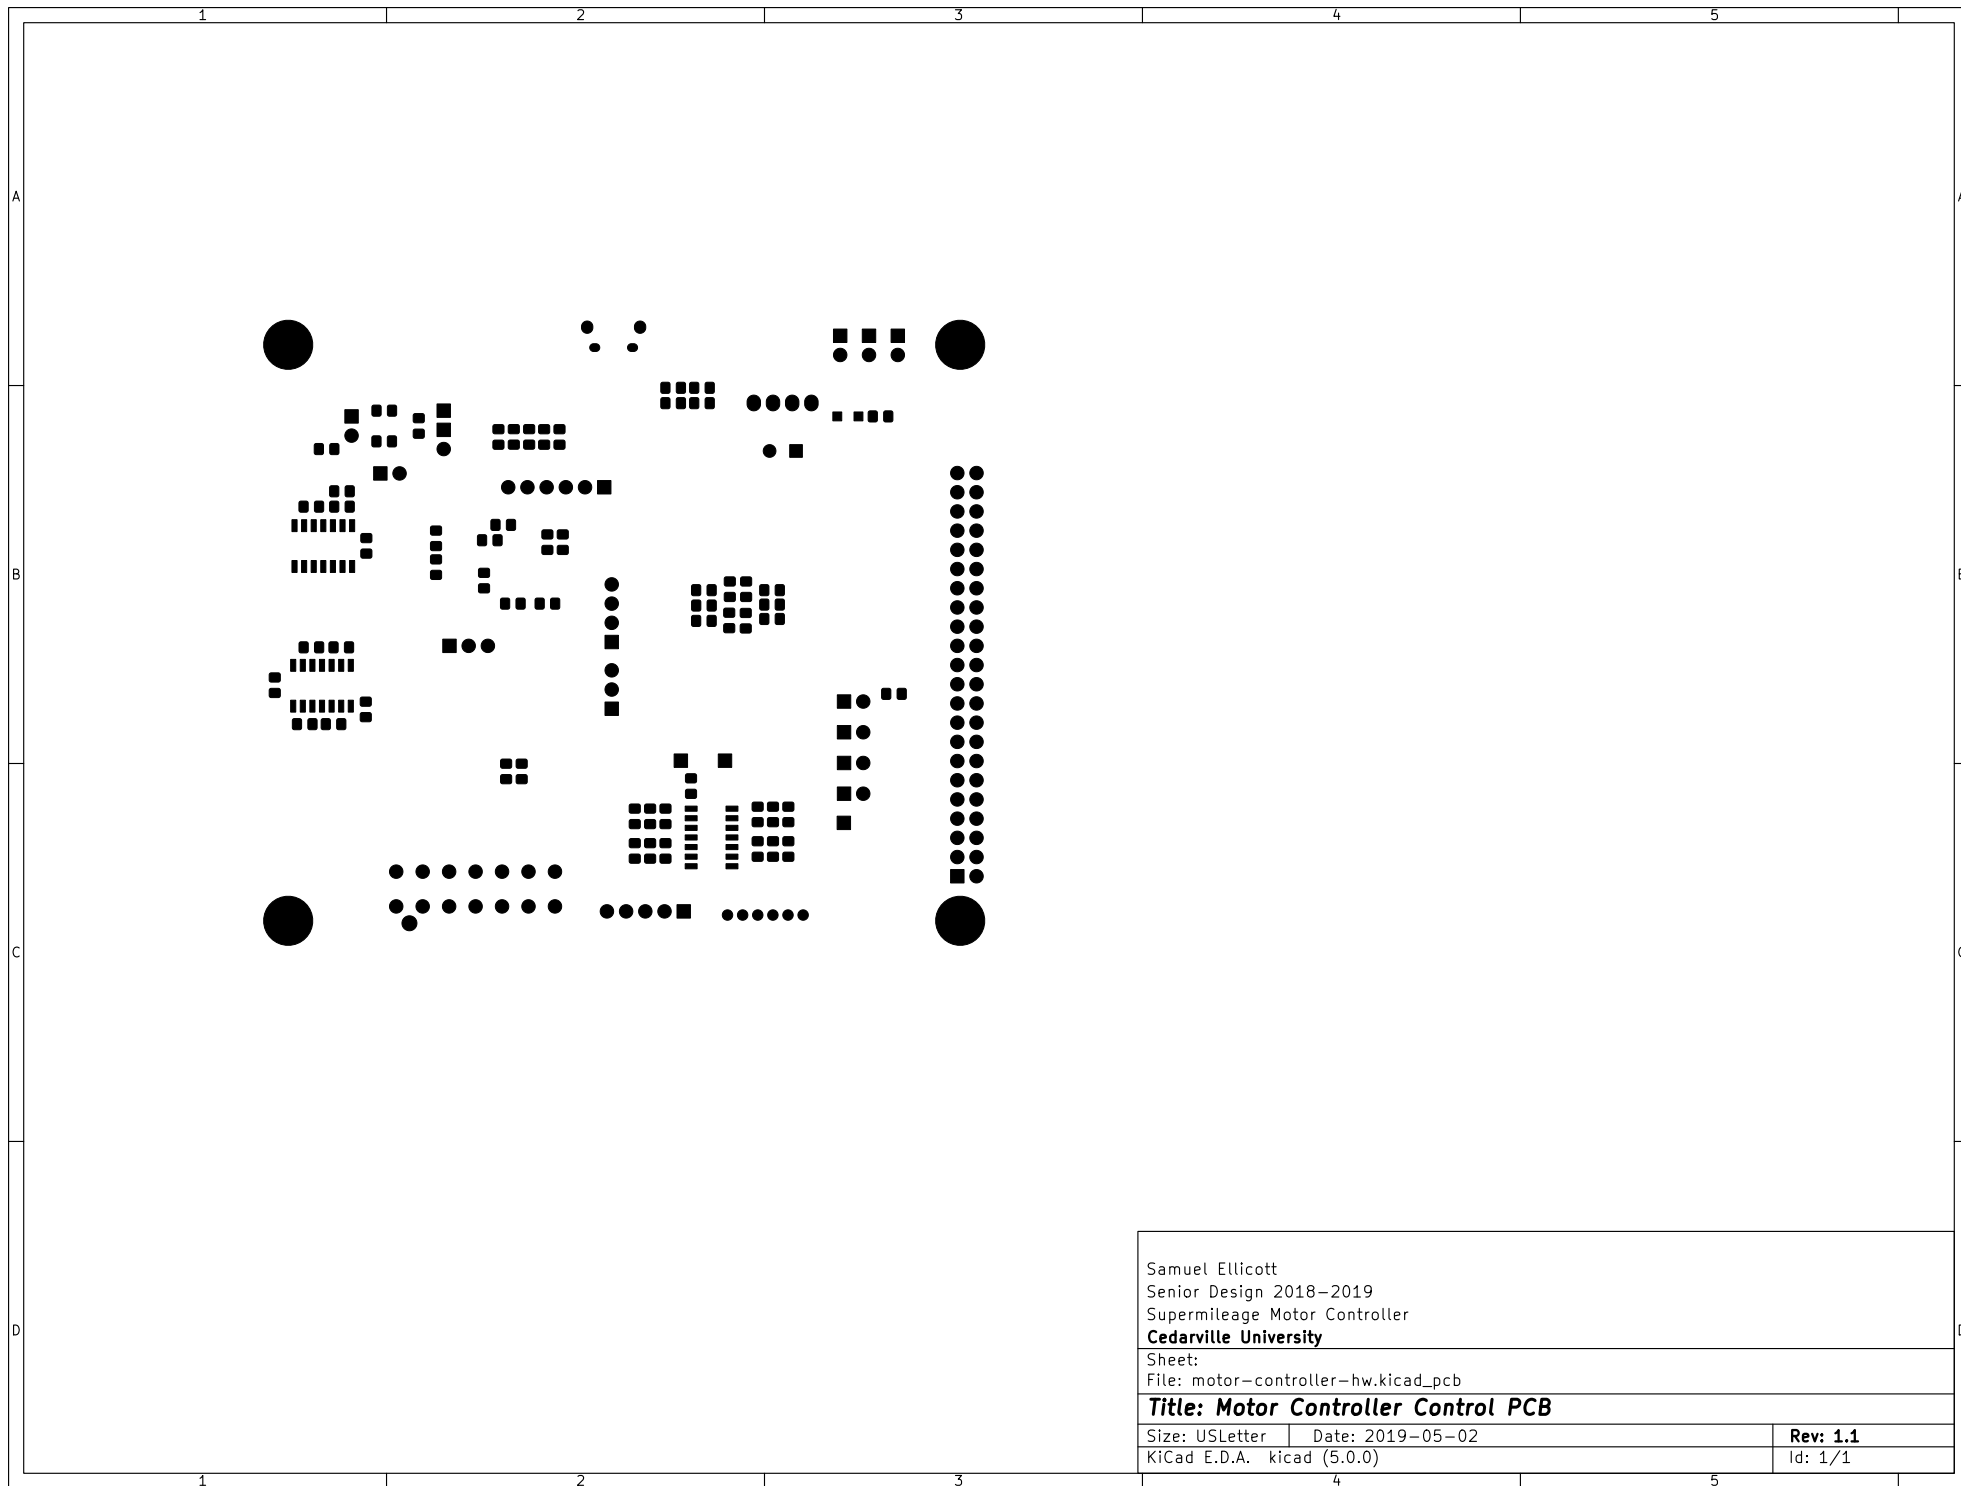 1 2 3 4 5
A A
B B
C C
D D
Samuel Ellicott
Senior Design 2018-2019
Supermileage Motor Controller
Cedarville University
Sheet:
File: motor-controller-hw.kicad_pcb
Title: Motor Controller Control PCB
Size: USLetter Date: 2019-05-02 Rev: 1.1
KiCad E.D.A. kicad (5.0.0) Id: 1/1
1 2 3 4 5